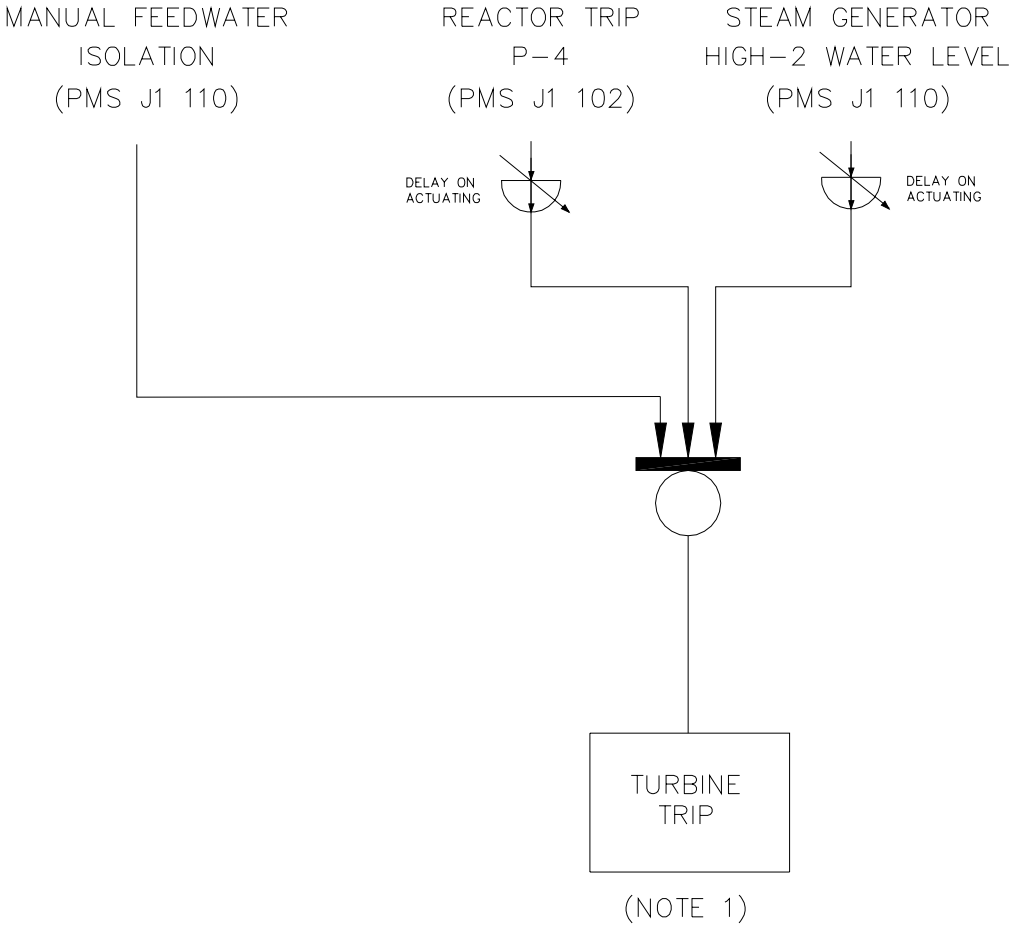 MANUAL FEEDWATER
ISOLATION
(PMS J1 110)
REACTOR TRIP
P-4
(PMS J1 102)
STEAM GENERATOR
HIGH-2 WATER LEVEL
(PMS J1 110)
DELAY ON
ACTUATING
DELAY ON
ACTUATING
TURBINE
TRIP
(NOTE 1)